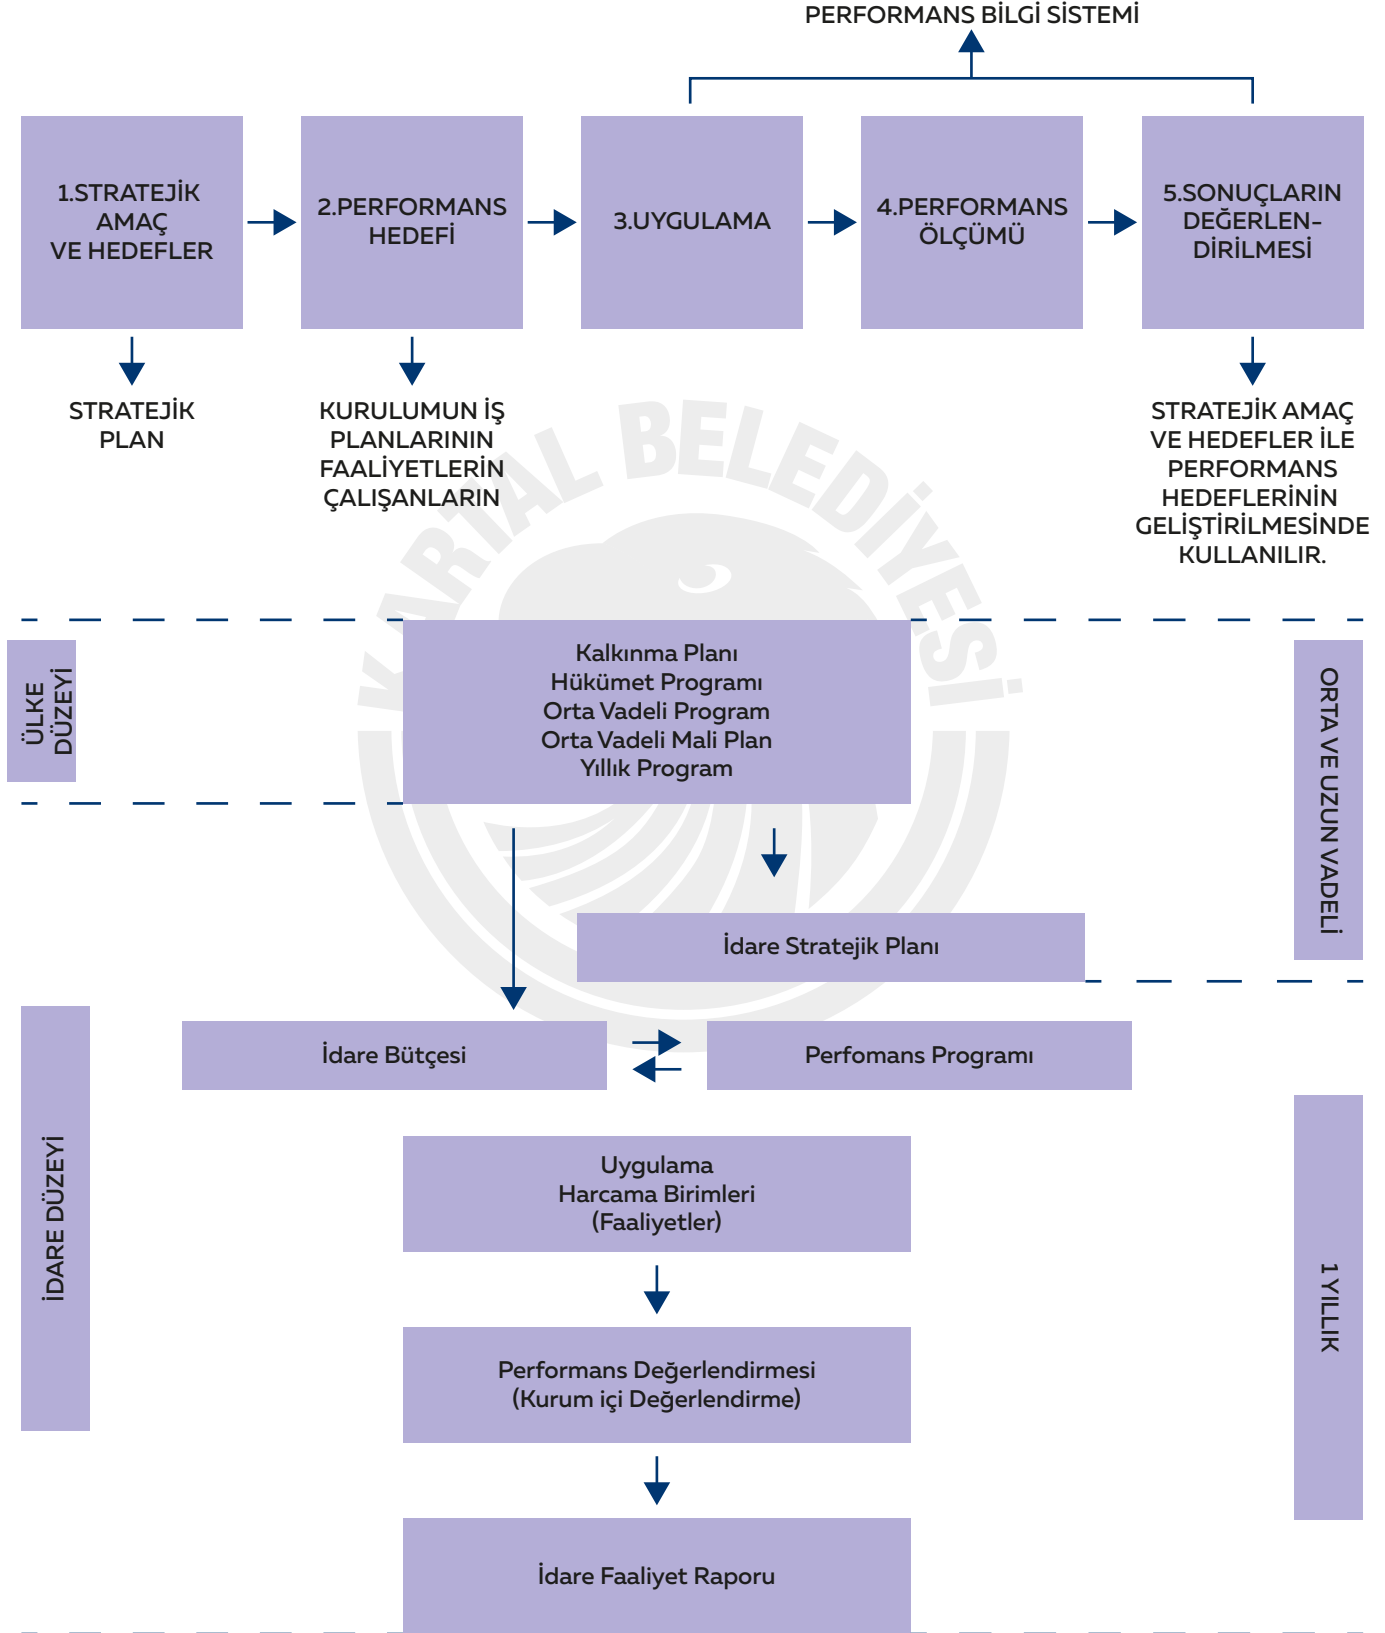 PERFORMANS BİLGİ SİSTEMİ
1.STRATEJİK
AMAÇ
VE HEDEFLER
2.PERFORMANS
HEDEFİ
3.UYGULAMA
4.PERFORMANS
ÖLÇÜMÜ
5.SONUÇLARIN
DEĞERLEN-
DİRİLMESİ
STRATEJİK
PLAN
KURULUMUN İŞ
PLANLARININ
FAALİYETLERİN
ÇALIŞANLARIN
STRATEJİK AMAÇ
VE HEDEFLER İLE
PERFORMANS
HEDEFLERİNİN
GELİŞTİRİLMESİNDE
KULLANILIR.
KARTAL BELEDİYESİ
ÜLKE
DÜZEYİ
Kalkınma Planı
Hükümet Programı
Orta Vadeli Program
Orta Vadeli Mali Plan
Yıllık Program
ORTA VE UZUN VADELİ
İdare Stratejik Planı
İDARE DÜZEYİ
İdare Bütçesi
Perfomans Programı
Uygulama
Harcama Birimleri
(Faaliyetler)
1 YILLIK
Performans Değerlendirmesi
(Kurum içi Değerlendirme)
İdare Faaliyet Raporu